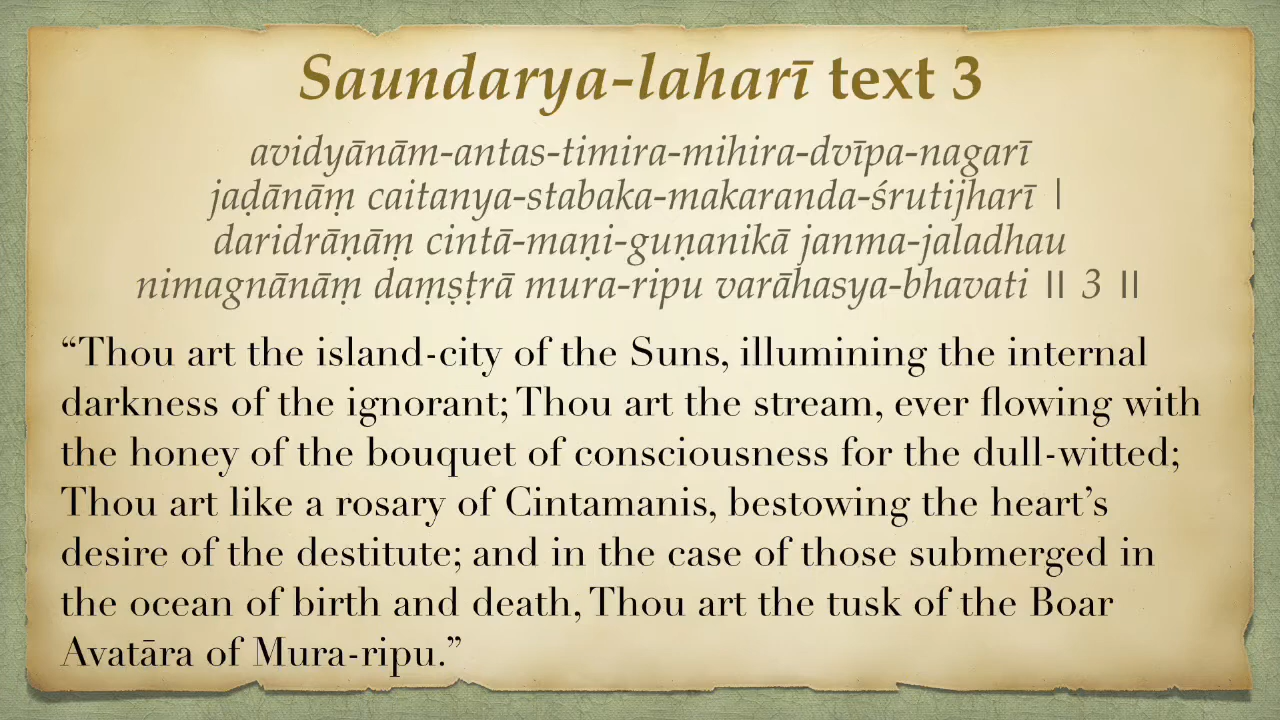 Saundarya-laharī text 3
avidyānām-antas-timira-mihira-dvīpa-nagarī
jaḍānāṃ caitanya-stabaka-makaranda-śrutijharī |
daridrāṇāṃ cintā-maṇi-guṇanikā janma-jaladhau
nimagnānāṃ daṃṣṭrā mura-ripu varāhasya-bhavati || 3 ||
“Thou art the island-city of the Suns, illumining the internal
darkness of the ignorant; Thou art the stream, ever flowing with
the honey of the bouquet of consciousness for the dull-witted;
Thou art like a rosary of Cintamanis, bestowing the heart’s
desire of the destitute; and in the case of those submerged in
the ocean of birth and death, Thou art the tusk of the Boar
Avatāra of Mura-ripu.”